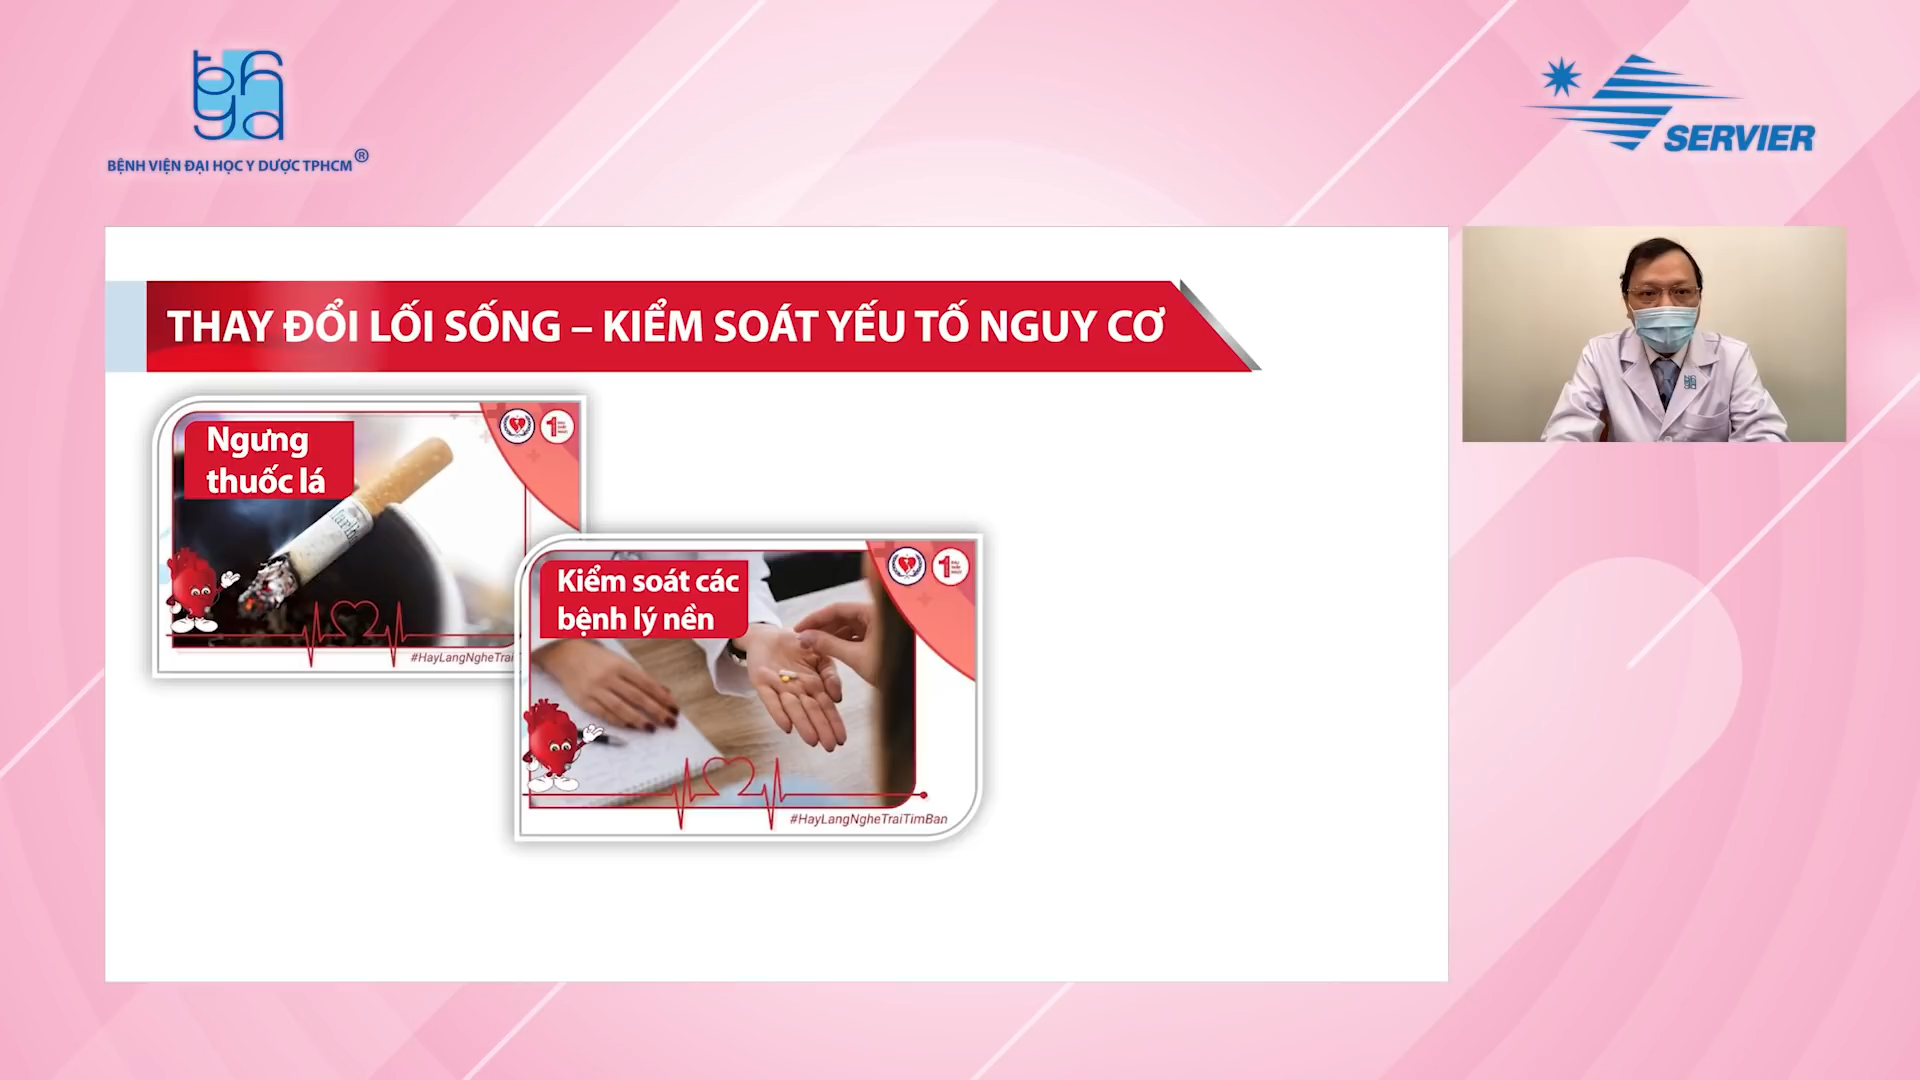 BỆNH VIỆN ĐẠI HỌC Y DƯỢC TPHCM®
SERVIER
THAY ĐỔI LỐI SỐNG – KIỂM SOÁT YẾU TỐ NGUY CƠ
Ngưng
thuốc lá
#HayLangNgheTrai
Kiểm soát các
bệnh lý nền
#HayLangNgheTraiTimBan